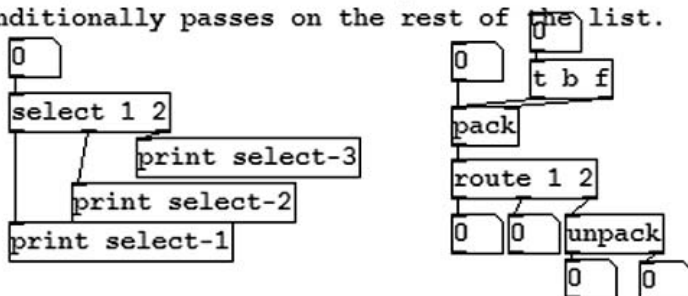 nditionally passes on the rest of the list.
0
0
0
t b f
select 1 2
pack
print select-3
route 1 2
print select-2
0
0
unpack
print select-1
0
0